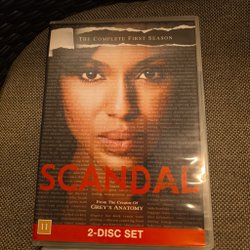 THE COMPLETE FIRST SEASON
SCANDAL
From The Creator Of
GREY'S ANATOMY
2-DISC SET